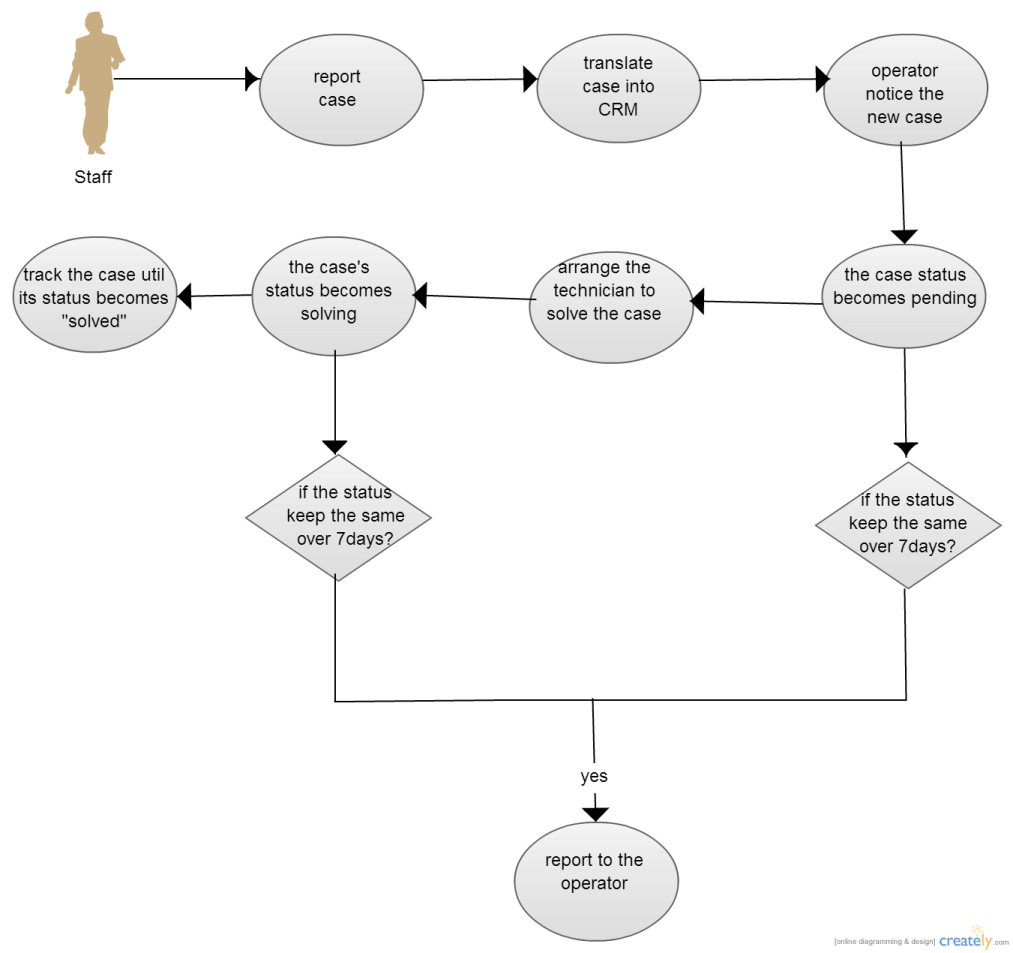 report
case
translate
case into
CRM
operator
notice the
new case
Staff
track the case util
its status becomes
"solved"
the case's
status becomes
solving
arrange the
technician to
solve the case
the case status
becomes pending
if the status
keep the same
over 7days?
if the status
keep the same
over 7days?
yes
report to the
operator
[online diagramming & design] creately.com